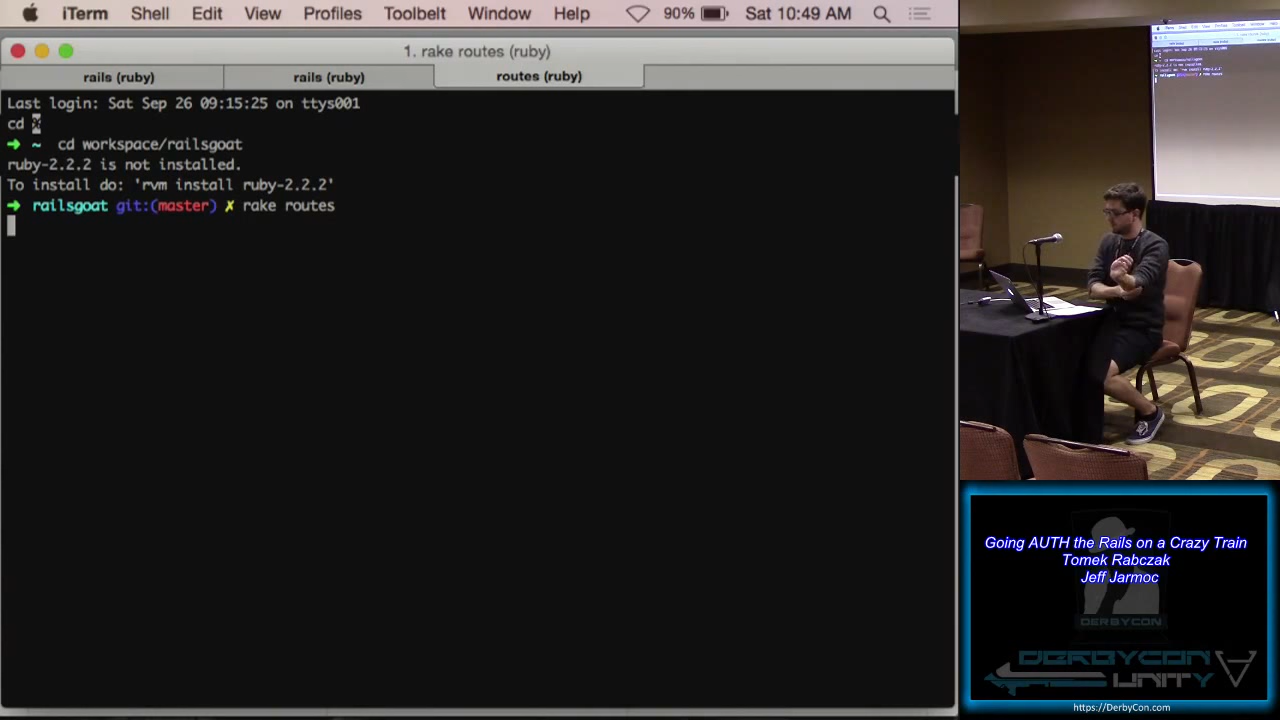 iTerm Shell Edit View Profiles Toolbelt Window Help 90% Sat 10:49 AM
1. rake routes (ruby)
rails (ruby) rails (ruby) utes (ruby)
Last login: Sat Sep 26 09:15:25 on ttys001
cd
➜ ~ cd workspace/railsgoat
ruby-2.2.2 is not installed.
To install do: 'rvm install ruby-2.2.2'
➜ railsgoat git:(master) ✗ rake routes
Going AUTH the Rails on a Crazy Train
Tomek Rabczak
Jeff Jarmoc
DERBYCON
DERBYCON
UNITY
https://DerbyCon.com